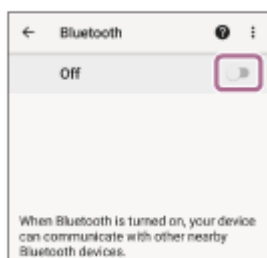 Bluetooth
Off
When Bluetooth is turned on, your device
can communicate with other nearby
Bluetooth devices.